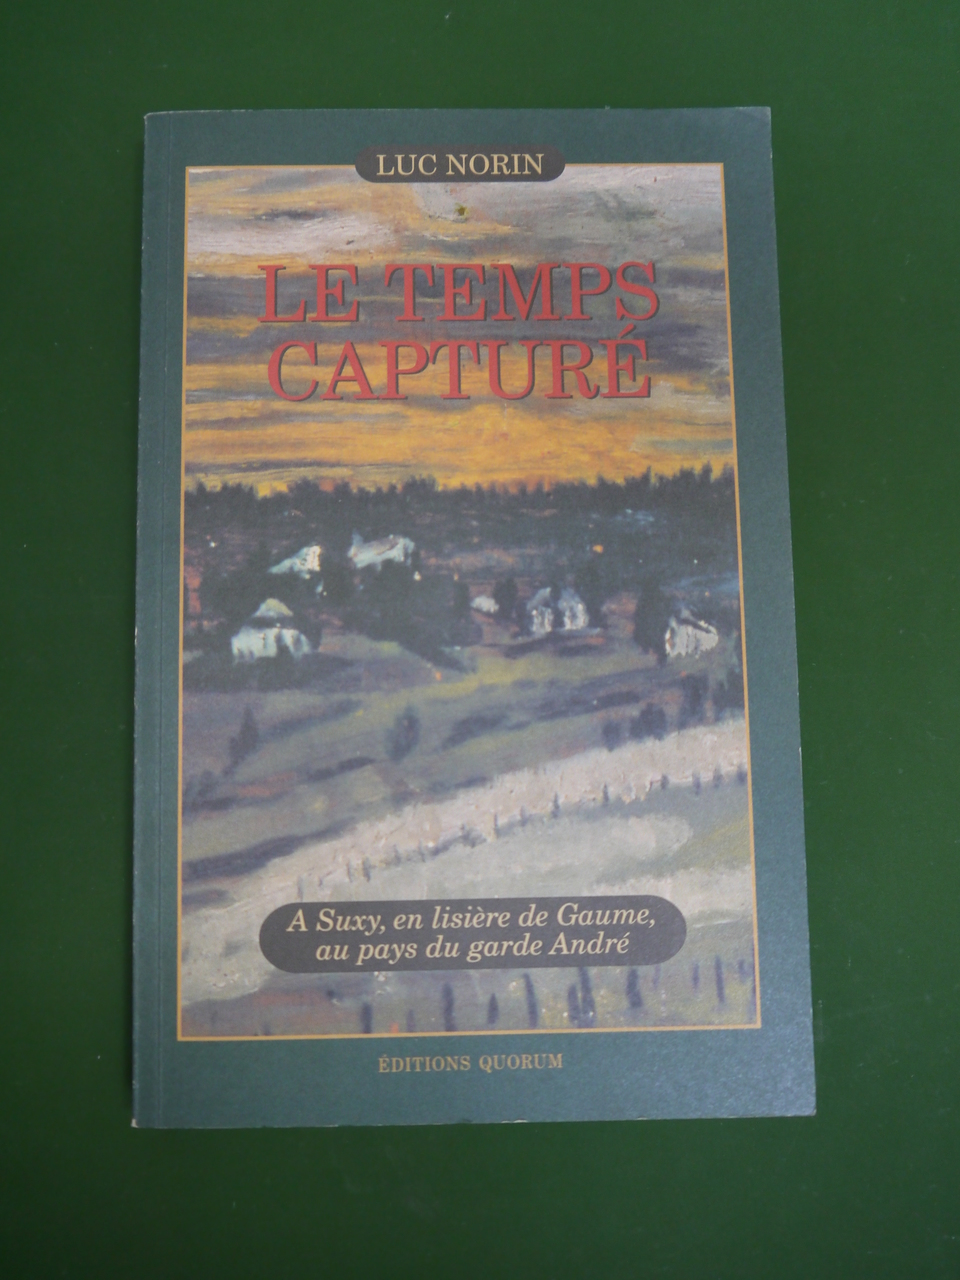 LUC NORIN
LE TEMPS
CAPTURÉ
A Suxy, en lisière de Gaume,
au pays du garde André
ÉDITIONS QUORUM